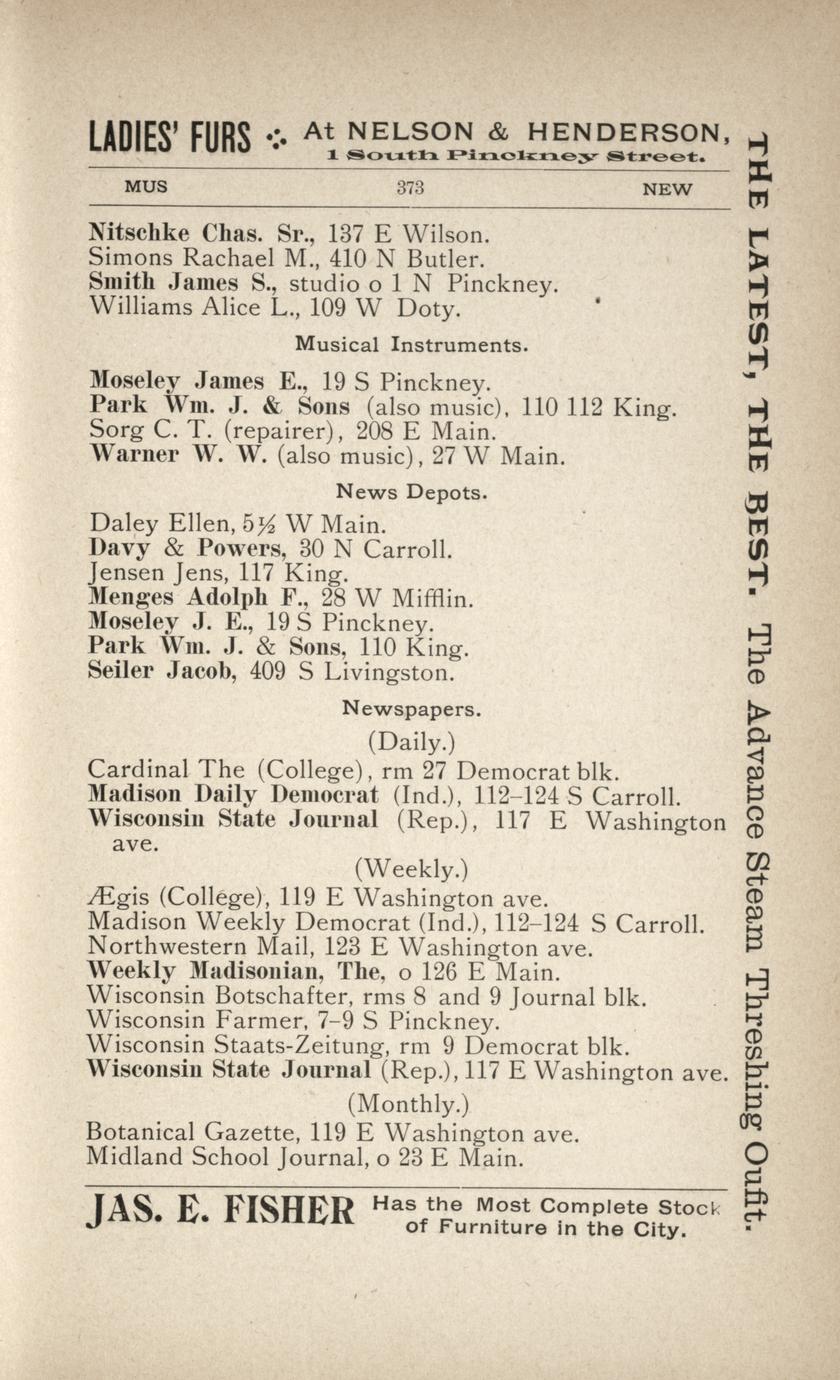 LADIES' FURS At NELSON & HENDERSON,
1 South Pinckney Street.
MUS 373 NEW
Nitschke Chas. Sr., 137 E Wilson.
Simons Rachael M., 410 N Butler.
Smith James S., studio o 1 N Pinckney.
Williams Alice L., 109 W Doty.
Musical Instruments.
Moseley James E., 19 S Pinckney.
Park Wm. J. & Sons (also music), 110 112 King.
Sorg C. T. (repairer), 208 E Main.
Warner W. W. (also music), 27 W Main.
News Depots.
Daley Ellen, 5½ W Main.
Davy & Powers, 30 N Carroll.
Jensen Jens, 117 King.
Menges Adolph F., 28 W Mifflin.
Moseley J. E., 19 S Pinckney.
Park Wm. J. & Sons, 110 King.
Seiler Jacob, 409 S Livingston.
Newspapers.
(Daily.)
Cardinal The (College), rm 27 Democrat blk.
Madison Daily Democrat (Ind.), 112–124 S Carroll.
Wisconsin State Journal (Rep.), 117 E Washington
ave.
(Weekly.)
Ægis (College), 119 E Washington ave.
Madison Weekly Democrat (Ind.), 112–124 S Carroll.
Northwestern Mail, 123 E Washington ave.
Weekly Madisonian, The, o 126 E Main.
Wisconsin Botschafter, rms 8 and 9 Journal blk.
Wisconsin Farmer, 7–9 S Pinckney.
Wisconsin Staats-Zeitung, rm 9 Democrat blk.
Wisconsin State Journal (Rep.), 117 E Washington ave.
(Monthly.)
Botanical Gazette, 119 E Washington ave.
Midland School Journal, o 23 E Main.
JAS. E. FISHER Has the Most Complete Stock
of Furniture in the City.
THE LATEST, THE BEST. The Advance Steam Threshing Oufit.